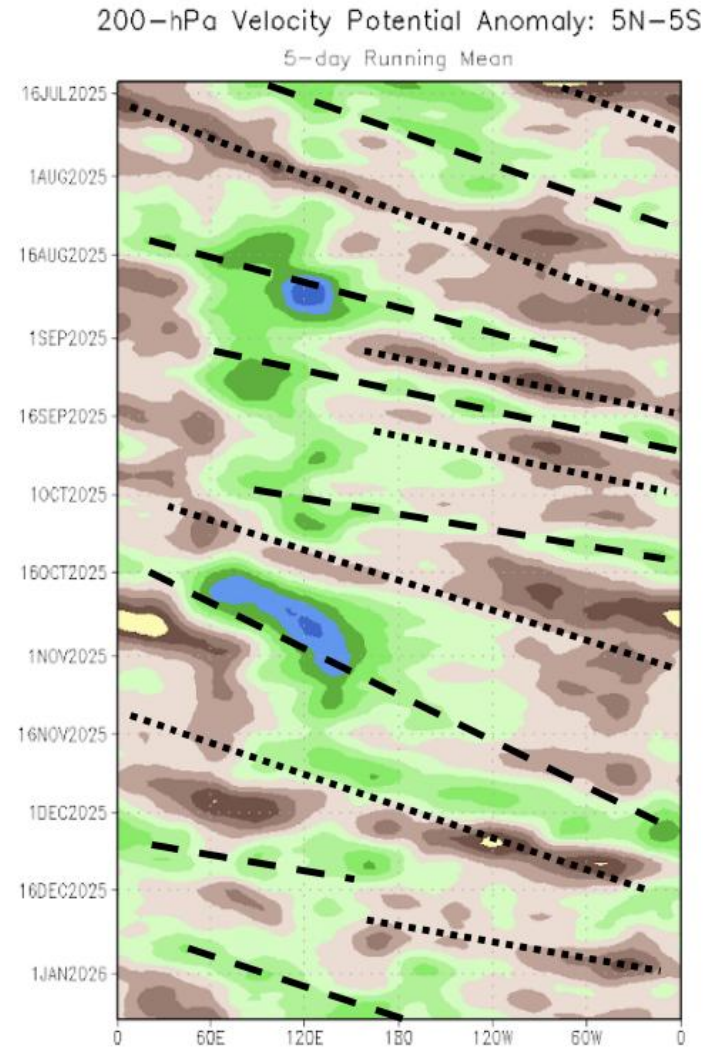 200-hPa Velocity Potential Anomaly: 5N-5S
5-day Running Mean
16JUL2025
1AUG2025
16AUG2025
1SEP2025
16SEP2025
1OCT2025
16OCT2025
1NOV2025
16NOV2025
1DEC2025
16DEC2025
1JAN2026
0 60E 120E 180 120W 60W 0